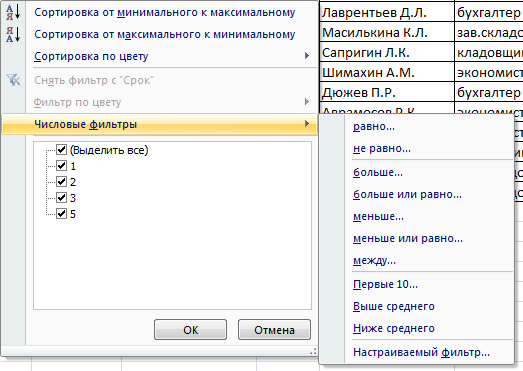 Сортировка от минимального к максимальному
Сортировка от максимального к минимальному
Сортировка по цвету
Снять фильтр с "Срок"
Фильтр по цвету
Числовые фильтры
(Выделить все)
1
2
3
5
ОК
Отмена
Лаврентьев Д.Л. бухгалтер
Масилькина К.Л. зав.складо
Сапригин Л.К. кладовщи
Шимахин А.М. экономист
Дюжев П.Р. бухгалтер
равно...
не равно...
больше...
больше или равно...
меньше...
меньше или равно...
между...
Первые 10...
Выше среднего
Ниже среднего
Настраиваемый фильтр...